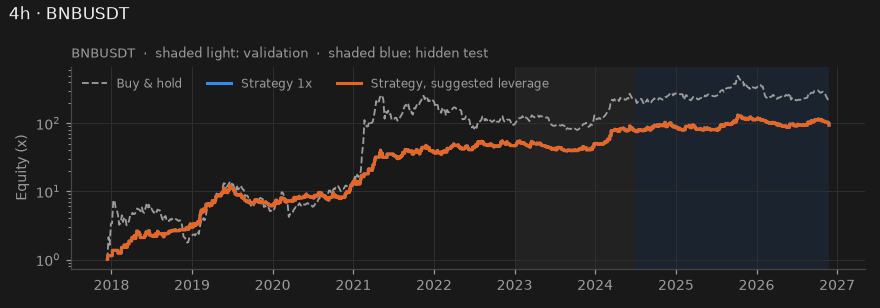 4h · BNBUSDT
BNBUSDT · shaded light: validation · shaded blue: hidden test
Buy & hold
Strategy 1x
Strategy, suggested leverage
Equity (x)
10²
10¹
10⁰
2018 2019 2020 2021 2022 2023 2024 2025 2026 2027